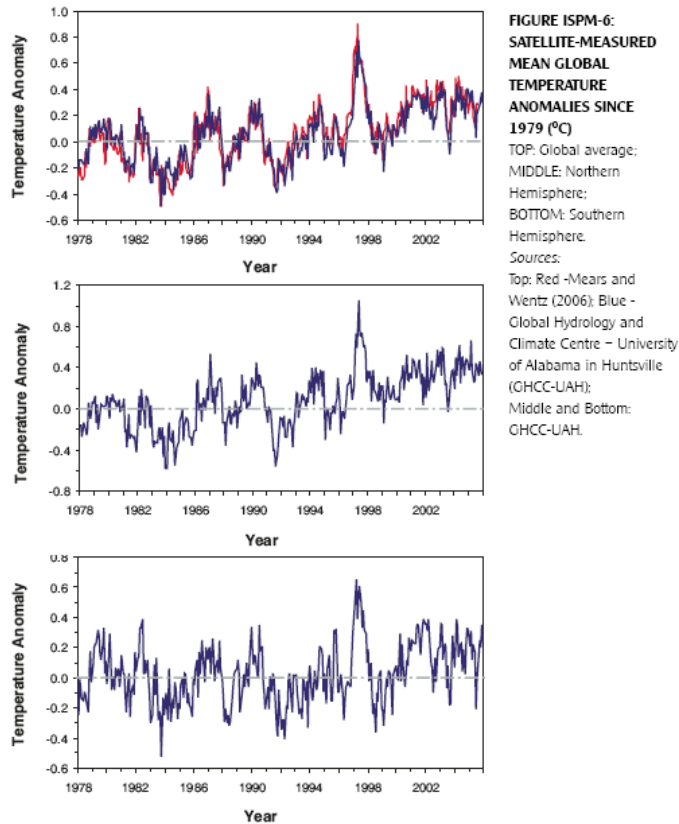 1.0
0.8
0.6
0.4
0.2
0.0
-0.2
-0.4
-0.6
Temperature Anomaly
1978 1982 1986 1990 1994 1998 2002
Year
FIGURE ISPM-6:
SATELLITE-MEASURED
MEAN GLOBAL
TEMPERATURE
ANOMALIES SINCE
1979 (ºC)
TOP: Global average;
MIDDLE: Northern
Hemisphere;
BOTTOM: Southern
Hemisphere.
Sources:
Top: Red -Mears and
Wentz (2006); Blue -
Global Hydrology and
Climate Centre – University
of Alabama in Huntsville
(GHCC-UAH);
Middle and Bottom:
GHCC-UAH.
1.2
0.8
0.4
0.0
-0.4
-0.8
Temperature Anomaly
1978 1982 1986 1990 1994 1998 2002
Year
0.8
0.6
0.4
0.2
0.0
-0.2
-0.4
-0.6
Temperature Anomaly
1978 1982 1986 1990 1994 1998 2002
Year